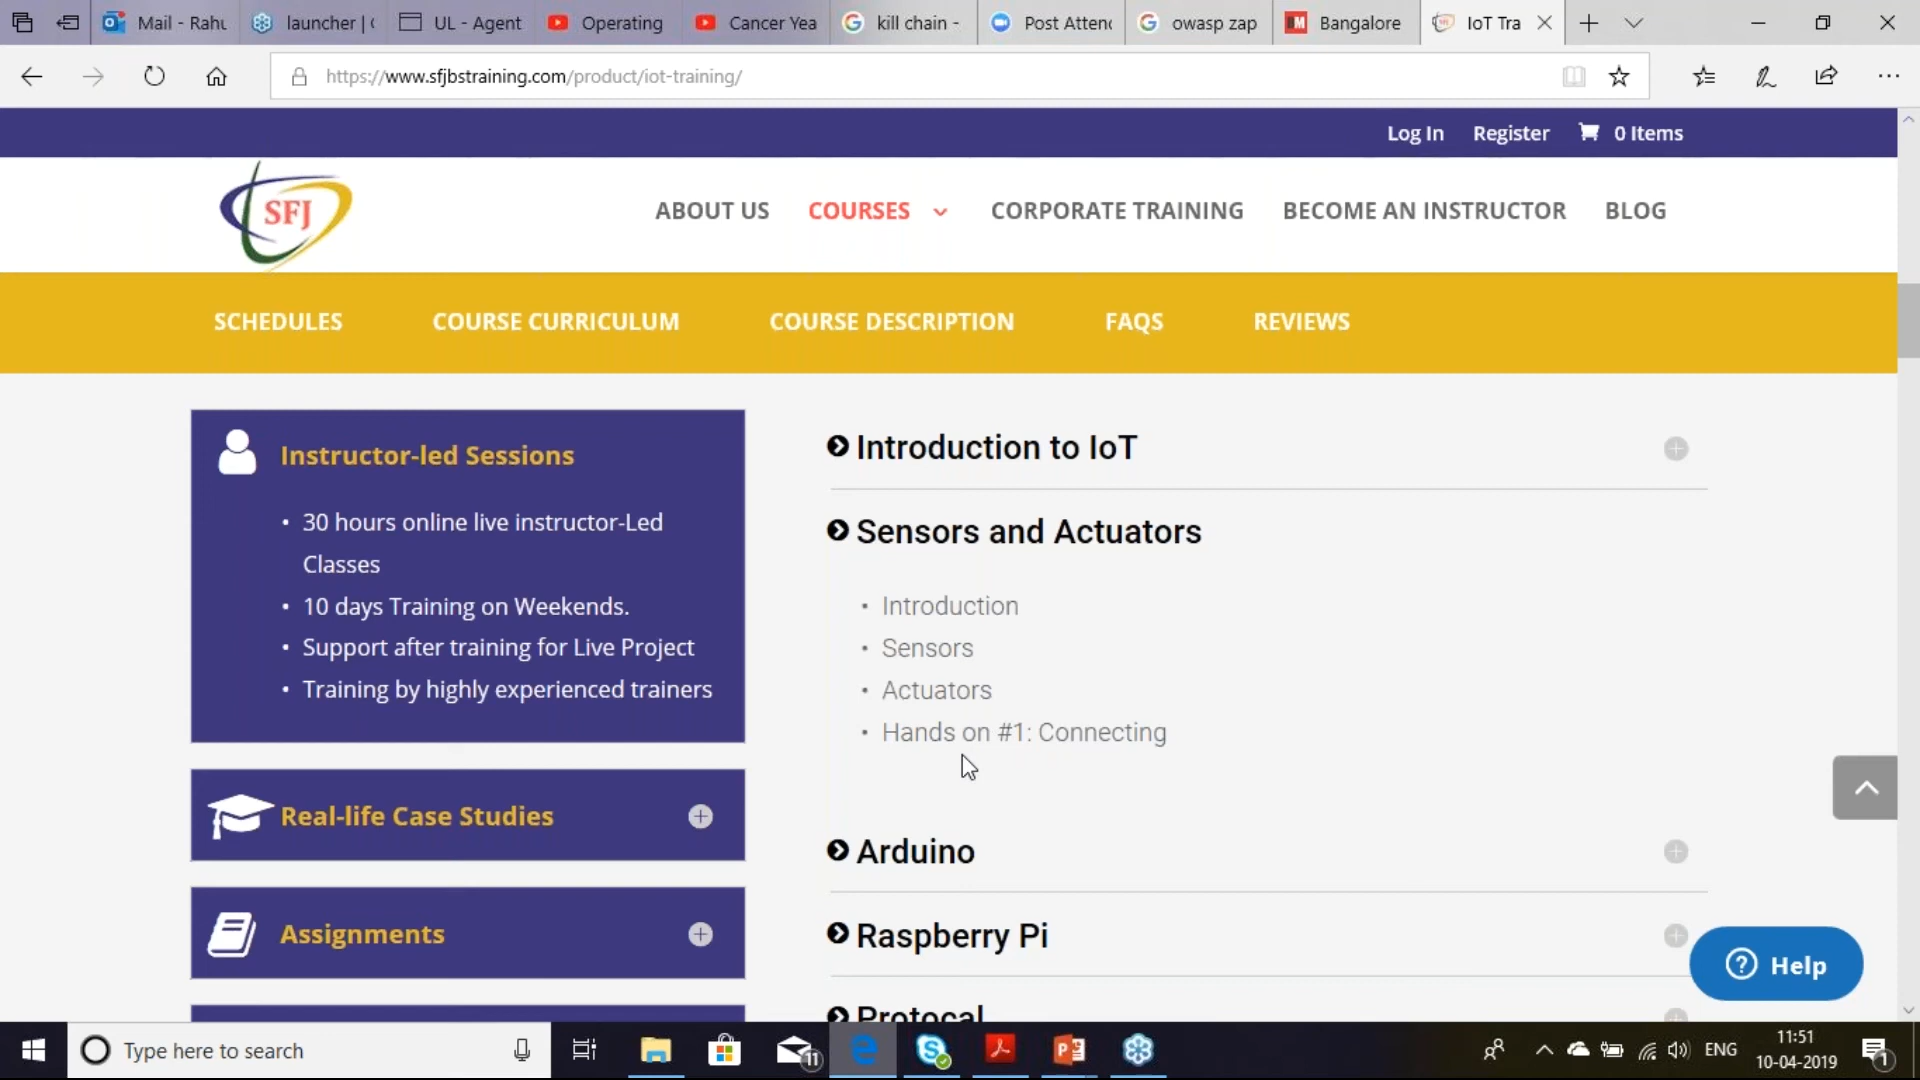 Mail - Rahu
launcher | (
UL - Agent
Operating
Cancer Yea
kill chain -
Post Attend
owasp zap
Bangalore
IoT Tra
https://www.sfjbstraining.com/product/iot-training/
Log In Register 0 Items
SFJ
ABOUT US COURSES CORPORATE TRAINING BECOME AN INSTRUCTOR BLOG
SCHEDULES COURSE CURRICULUM COURSE DESCRIPTION FAQS REVIEWS
Instructor-led Sessions
• 30 hours online live instructor-Led
Classes
• 10 days Training on Weekends.
• Support after training for Live Project
• Training by highly experienced trainers
Real-life Case Studies
Assignments
Introduction to IoT
Sensors and Actuators
• Introduction
• Sensors
• Actuators
• Hands on #1: Connecting
Arduino
Raspberry Pi
Protocal
? Help
Type here to search
11
ENG
11:51
10-04-2019
1